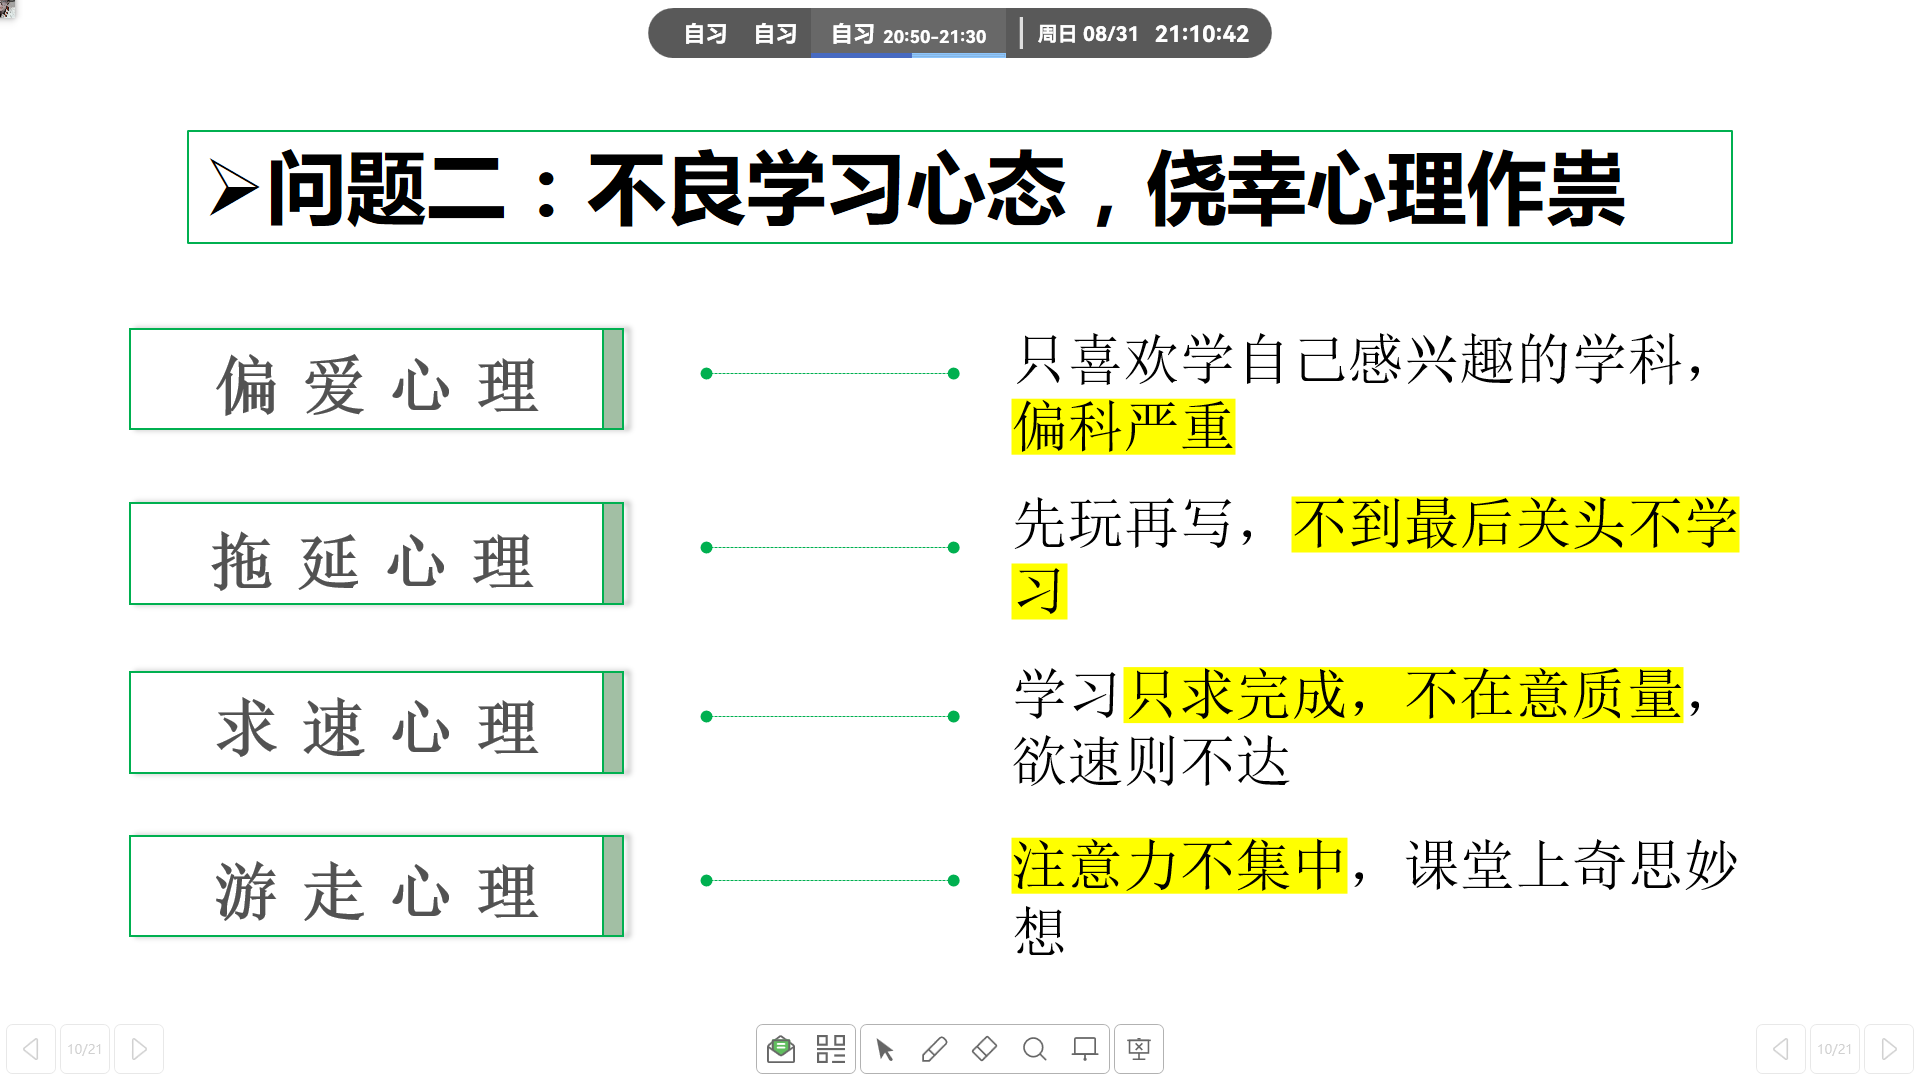 自习 自习 自习 20:50-21:30 周日 08/31 21:10:42
➢问题二：不良学习心态，侥幸心理作祟
偏爱心理
只喜欢学自己感兴趣的学科，
偏科严重
拖延心理
先玩再写，不到最后关头不学
习
求速心理
学习只求完成，不在意质量，
欲速则不达
游走心理
注意力不集中，课堂上奇思妙
想
10/21
10/21